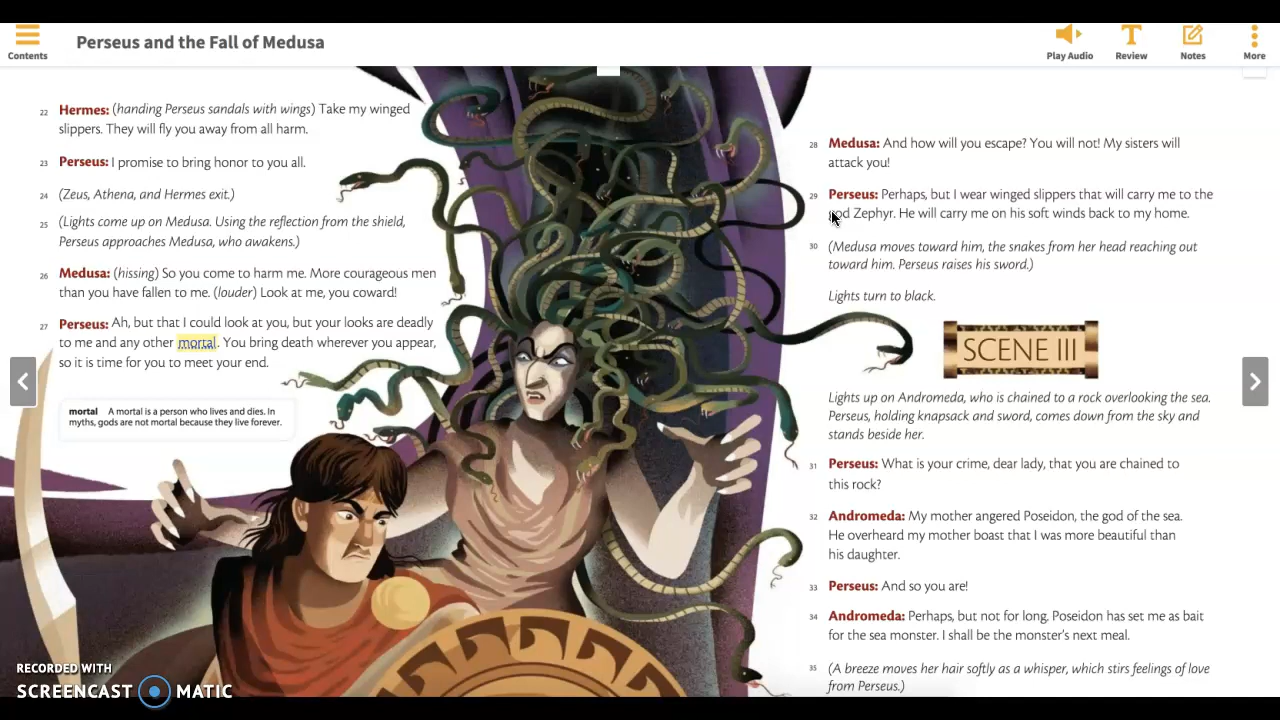 Perseus and the Fall of Medusa
Contents
Play Audio
Review
Notes
More
22 Hermes: (handing Perseus sandals with wings) Take my winged
slippers. They will fly you away from all harm.
23 Perseus: I promise to bring honor to you all.
24 (Zeus, Athena, and Hermes exit.)
25 (Lights come up on Medusa. Using the reflection from the shield,
Perseus approaches Medusa, who awakens.)
26 Medusa: (hissing) So you come to harm me. More courageous men
than you have fallen to me. (louder) Look at me, you coward!
27 Perseus: Ah, but that I could look at you, but your looks are deadly
to me and any other mortal. You bring death wherever you appear,
so it is time for you to meet your end.
mortal A mortal is a person who lives and dies. In
myths, gods are not mortal because they live forever.
28 Medusa: And how will you escape? You will not! My sisters will
attack you!
29 Perseus: Perhaps, but I wear winged slippers that will carry me to the
god Zephyr. He will carry me on his soft winds back to my home.
30 (Medusa moves toward him, the snakes from her head reaching out
toward him. Perseus raises his sword.)
Lights turn to black.
SCENE III
Lights up on Andromeda, who is chained to a rock overlooking the sea.
Perseus, holding knapsack and sword, comes down from the sky and
stands beside her.
31 Perseus: What is your crime, dear lady, that you are chained to
this rock?
32 Andromeda: My mother angered Poseidon, the god of the sea.
He overheard my mother boast that I was more beautiful than
his daughter.
33 Perseus: And so you are!
34 Andromeda: Perhaps, but not for long. Poseidon has set me as bait
for the sea monster. I shall be the monster's next meal.
35 (A breeze moves her hair softly as a whisper, which stirs feelings of love
from Perseus.)
RECORDED WITH
SCREENCAST MATIC